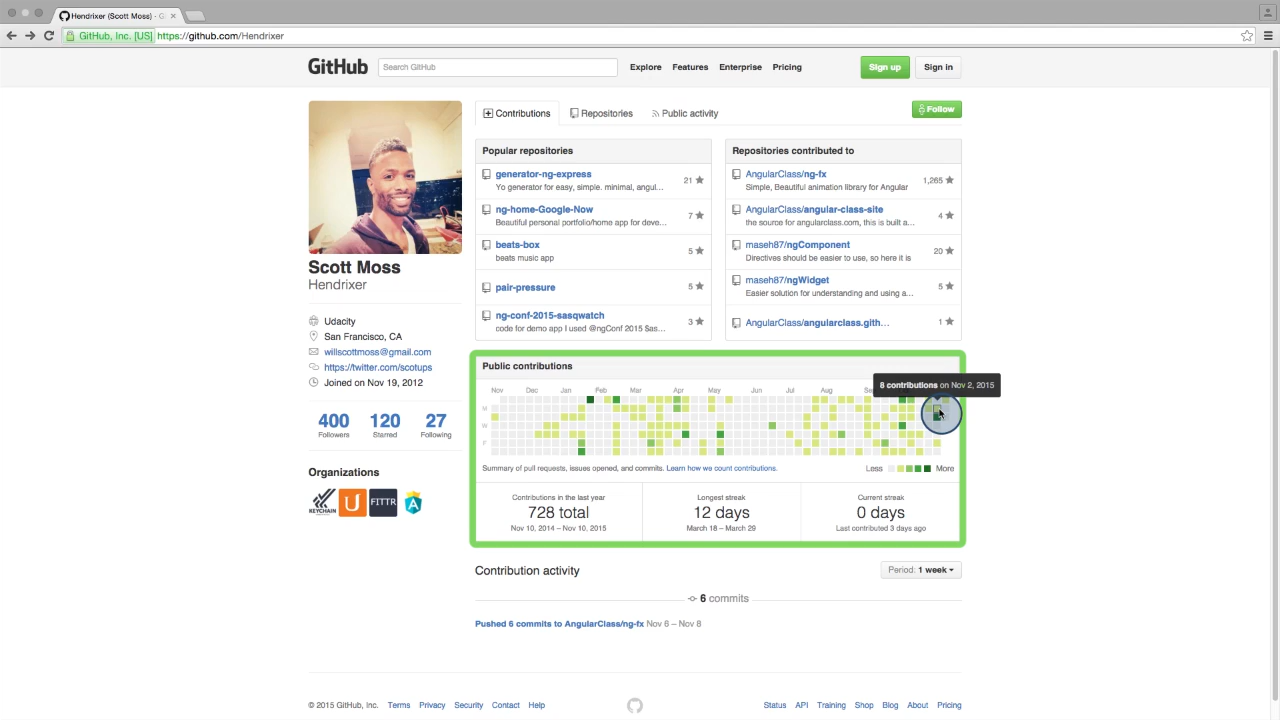 Hendrixer (Scott Moss) · G
GitHub, Inc. [US] https://github.com/Hendrixer
GitHub Search GitHub Explore Features Enterprise Pricing Sign up Sign in
Contributions Repositories Public activity Follow
Popular repositories
generator-ng-express
Yo generator for easy, simple. minimal, angul... 21
ng-home-Google-Now
Beautiful personal portfolio/home app for deve... 7
beats-box
beats music app 5
pair-pressure 5
ng-conf-2015-sasqwatch
code for demo app I used @ngConf 2015 $as... 3
Repositories contributed to
AngularClass/ng-fx
Simple, Beautiful animation library for Angular 1,265
AngularClass/angular-class-site
the source for angularclass.com, this is built a... 4
maseh87/ngComponent
Directives should be easier to use, so here it is 20
maseh87/ngWidget
Easier solution for understanding and using a... 5
AngularClass/angularclass.gith... 1
Scott Moss
Hendrixer
Udacity
San Francisco, CA
willscottmoss@gmail.com
https://twitter.com/scotups
Joined on Nov 19, 2012
400 120 27
Followers Starred Following
Organizations
KEYCHAIN U FITTR A
Public contributions
8 contributions on Nov 2, 2015
Nov Dec Jan Feb Mar Apr May Jun Jul Aug
M
W
F
Summary of pull requests, issues opened, and commits. Learn how we count contributions. Less More
Contributions in the last year
728 total
Nov 10, 2014 – Nov 10, 2015
Longest streak
12 days
March 18 – March 29
Current streak
0 days
Last contributed 3 days ago
Contribution activity Period: 1 week
6 commits
Pushed 6 commits to AngularClass/ng-fx Nov 6 – Nov 8
© 2015 GitHub, Inc. Terms Privacy Security Contact Help Status API Training Shop Blog About Pricing